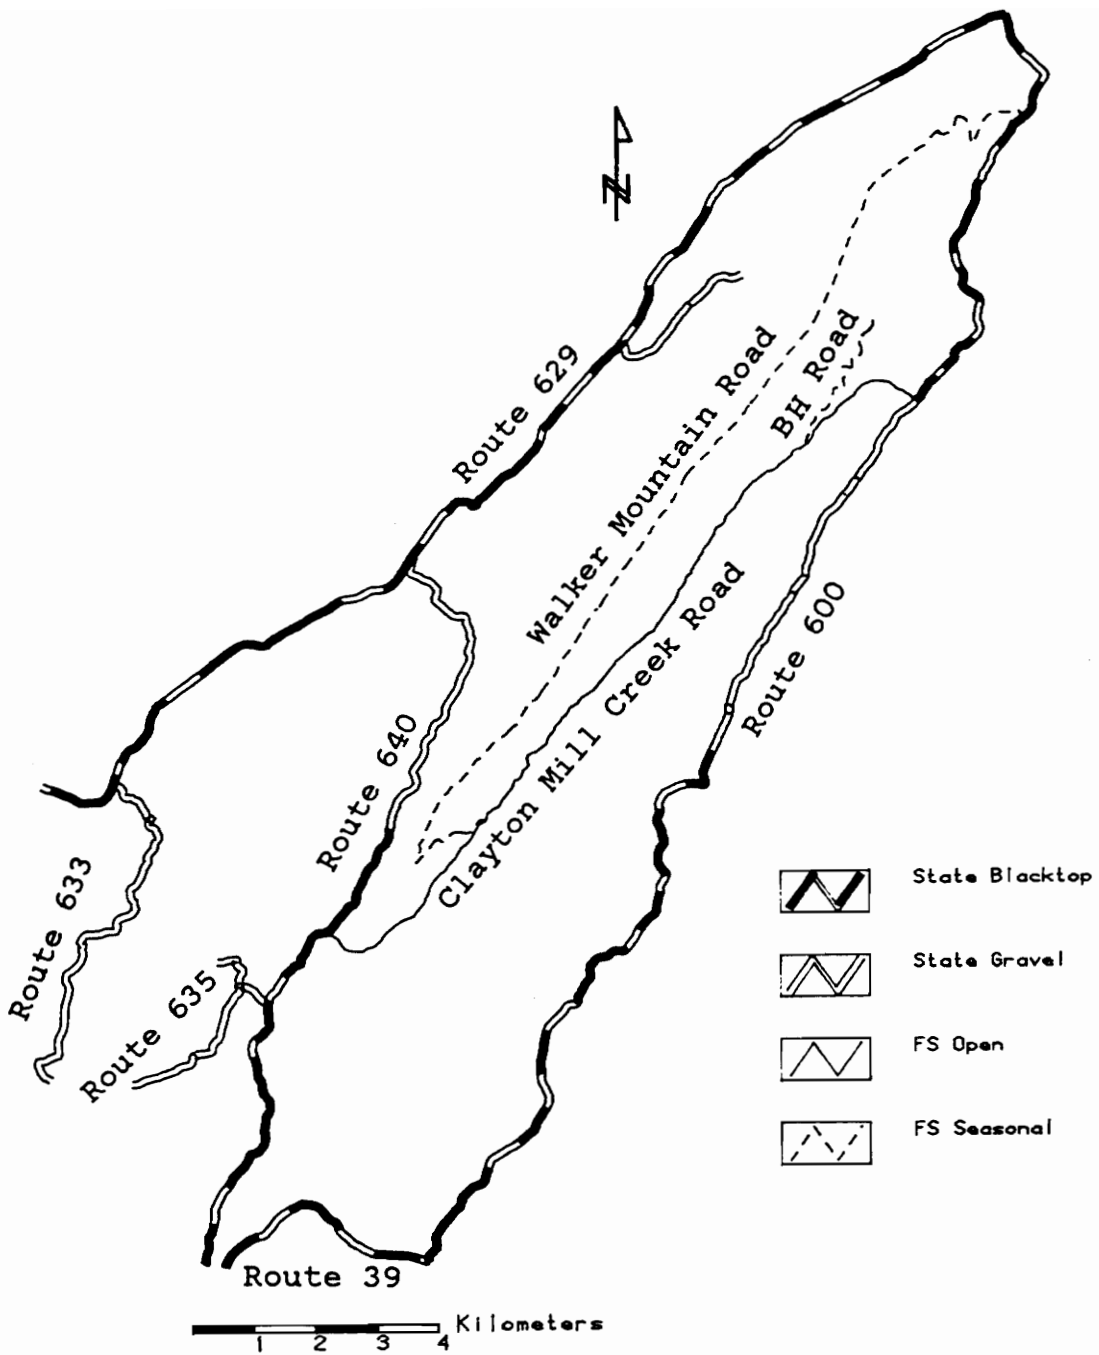 N
Route 629
Walker Mountain Road
BH Road
Clayton Mill Creek Road
Route 600
Route 640
Route 633
Route 635
Route 39
State Blacktop
State Gravel
FS Open
FS Seasonal
Kilometers
1 2 3 4